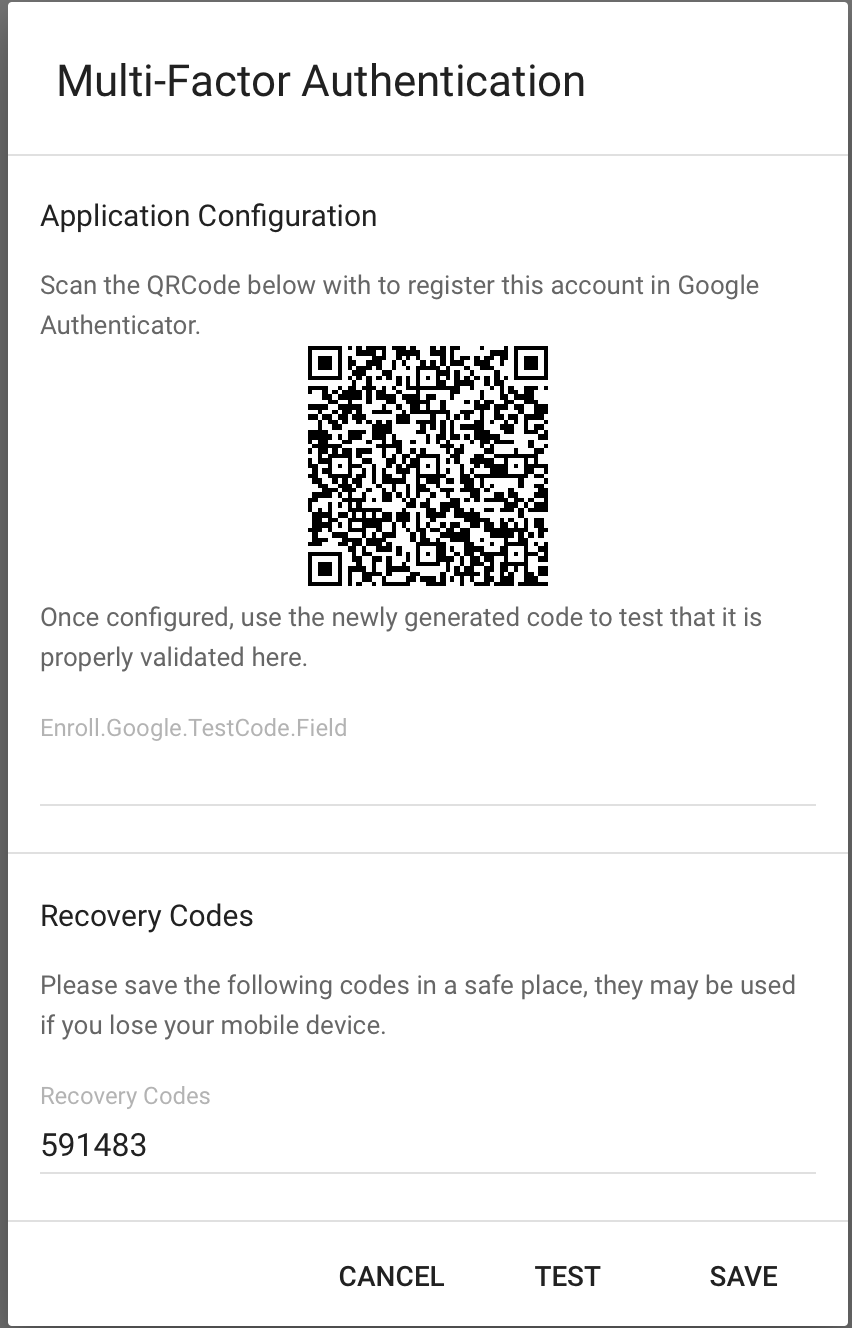 Multi-Factor Authentication
Application Configuration
Scan the QRCode below with to register this account in Google
Authenticator.
Once configured, use the newly generated code to test that it is
properly validated here.
Enroll.Google.TestCode.Field
Recovery Codes
Please save the following codes in a safe place, they may be used
if you lose your mobile device.
Recovery Codes
591483
CANCEL TEST SAVE